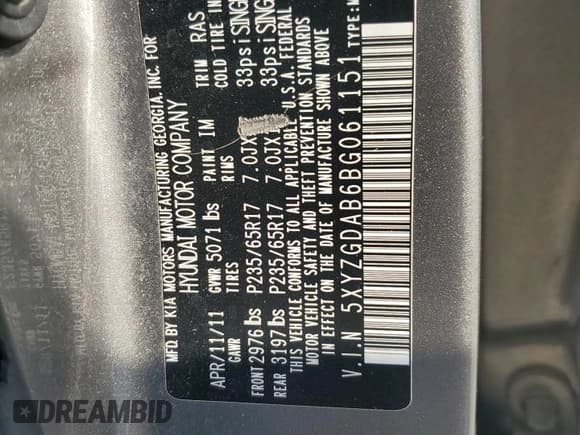 MFD BY KIA MOTORS MANUFACTURING GEORGIA, INC. FOR
HYUNDAI MOTOR COMPANY
APR/11/11 PAINT IM TRIM RAS
GVWR 5071 lbs
GAWR TIRES RIMS COLD TIRE IN
FRONT 2976 lbs P235/65R17 7.0JX 33psi SINGL
REAR 3197 lbs P235/65R17 7.0JX 33psi SINGL
THIS VEHICLE CONFORMS TO ALL APPLICABLE U.S.A. FEDERAL
MOTOR VEHICLE SAFETY AND THEFT PREVENTION STANDARDS
IN EFFECT ON THE DATE OF MANUFACTURE SHOWN ABOVE
V.I.N 5XYZGDAB6BG061151 TYPE:M
DREAMBID